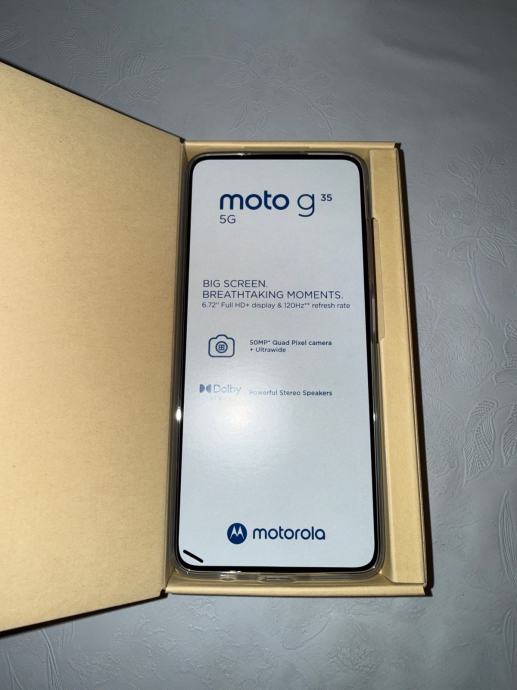 moto g 35
5G
BIG SCREEN.
BREATHTAKING MOMENTS.
6.72" Full HD+ display & 120Hz** refresh rate
50MP* Quad Pixel camera
+ Ultrawide
Dolby
Powerful Stereo Speakers
motorola